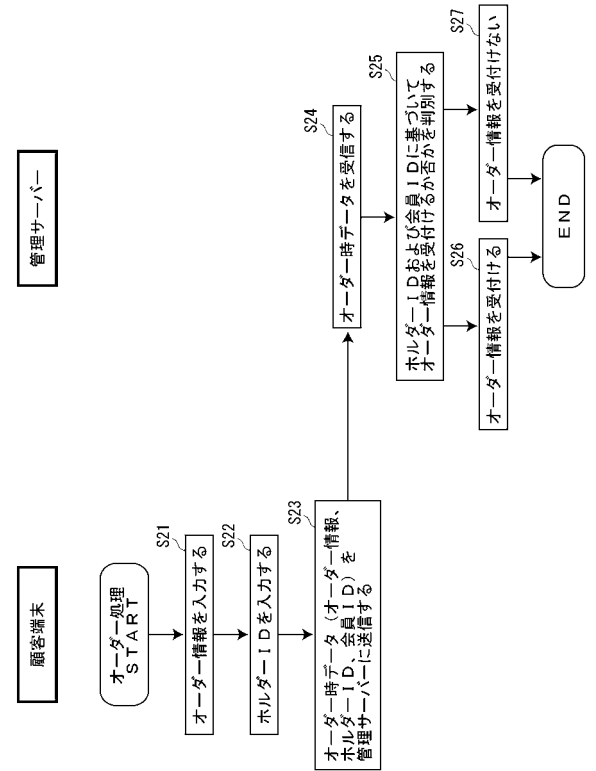 顧客端末
管理サーバー
オーダー処理
START
S21
オーダー情報を入力する
S22
ホルダーIDを入力する
S23
オーダー時データ(オーダー情報、
ホルダーID、会員ID)を
管理サーバーに送信する
S24
オーダー時データを受信する
S25
ホルダーIDおよび会員IDに基づいて
オーダー情報を受付けるか否かを判別する
S26
オーダー情報を受付ける
S27
オーダー情報を受付けない
END